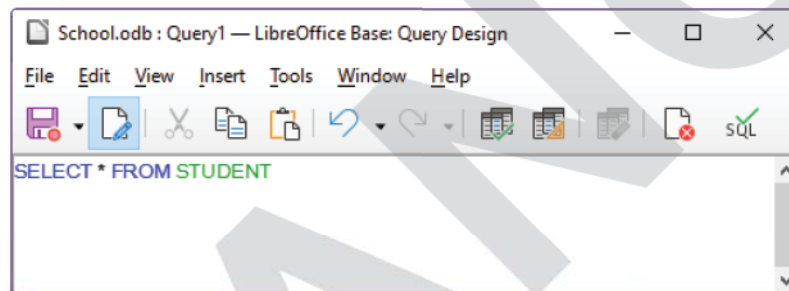 School.odb : Query1 — LibreOffice Base: Query Design
File Edit View Insert Tools Window Help
SQL
SELECT * FROM STUDENT